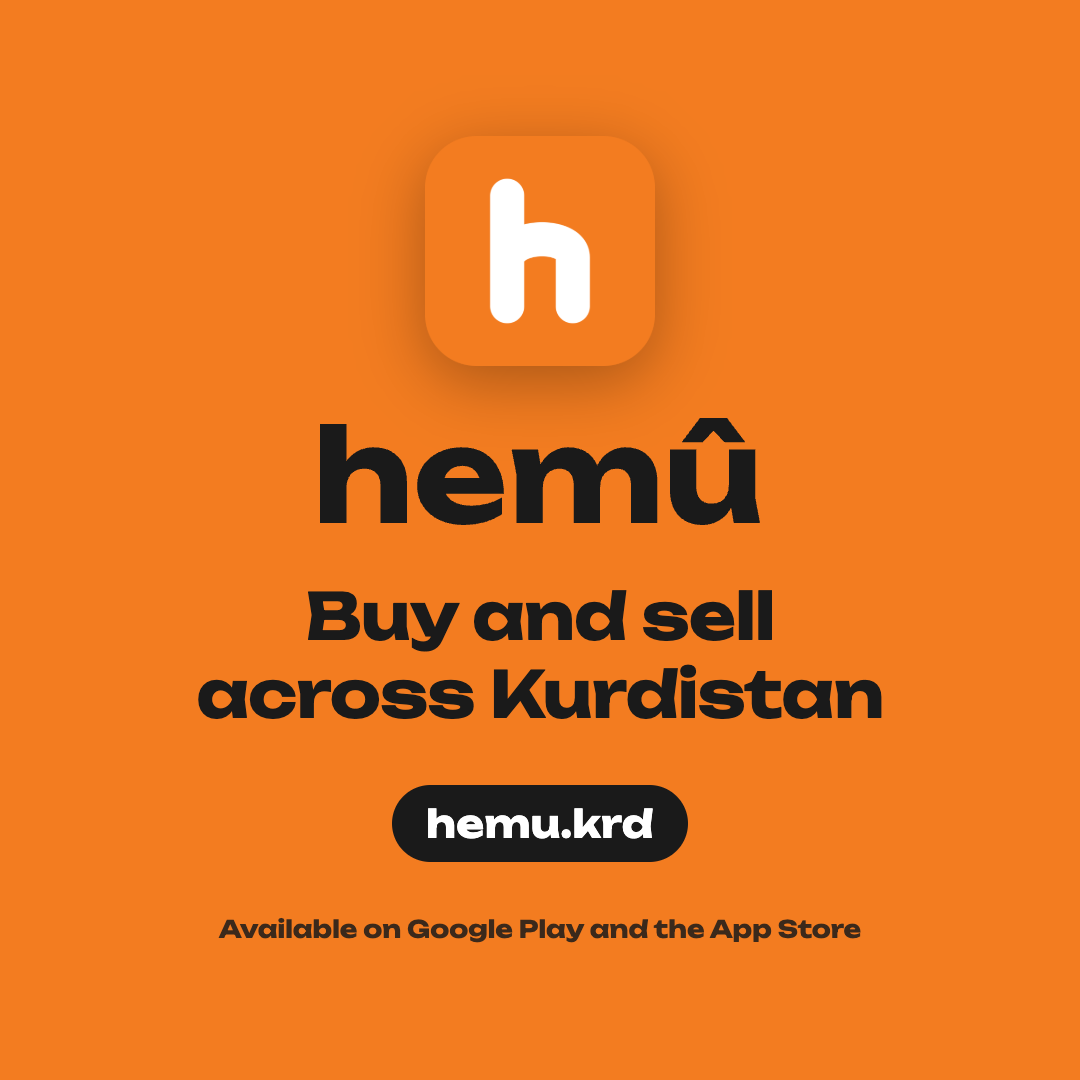 h
hemû
Buy and sell
across Kurdistan
hemu.krd
Available on Google Play and the App Store